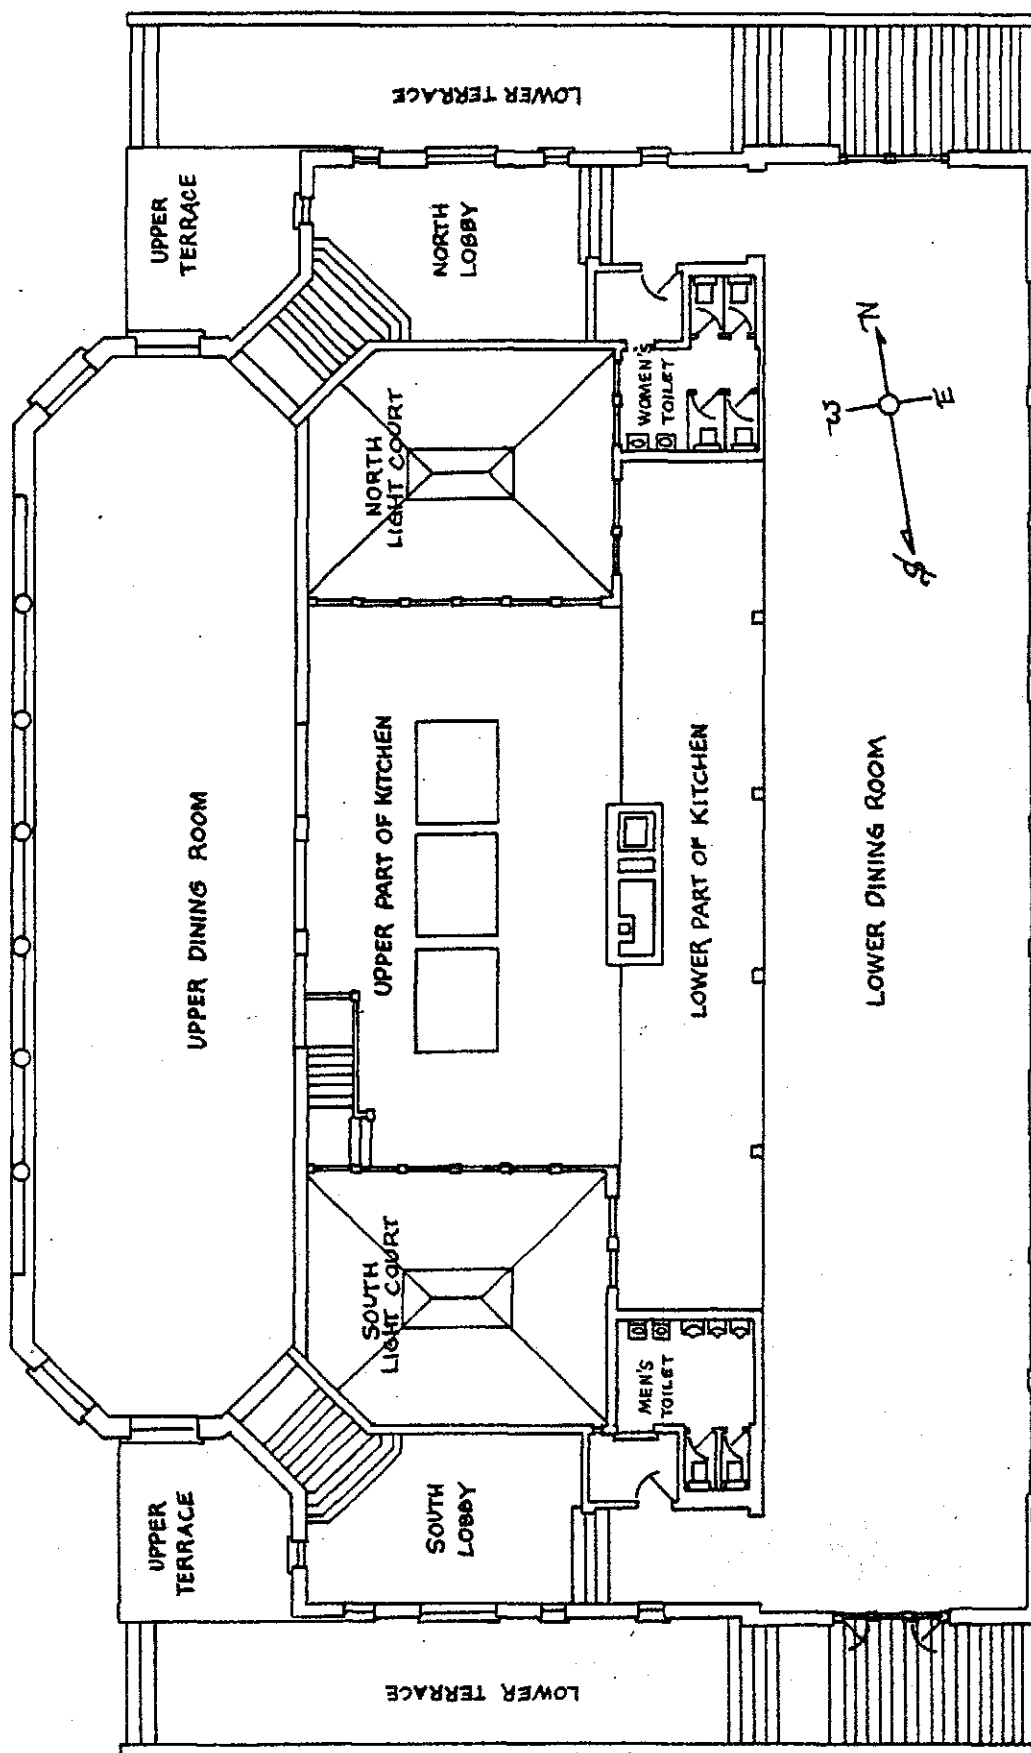 LOWER TERRACE
UPPER
TERRACE
NORTH
LOBBY
WOMEN'S
TOILET
NORTH
LIGHT COURT
N
W
E
S
UPPER DINING ROOM
UPPER PART OF KITCHEN
LOWER PART OF KITCHEN
LOWER DINING ROOM
SOUTH
LIGHT COURT
MEN'S
TOILET
UPPER
TERRACE
SOUTH
LOBBY
LOWER TERRACE